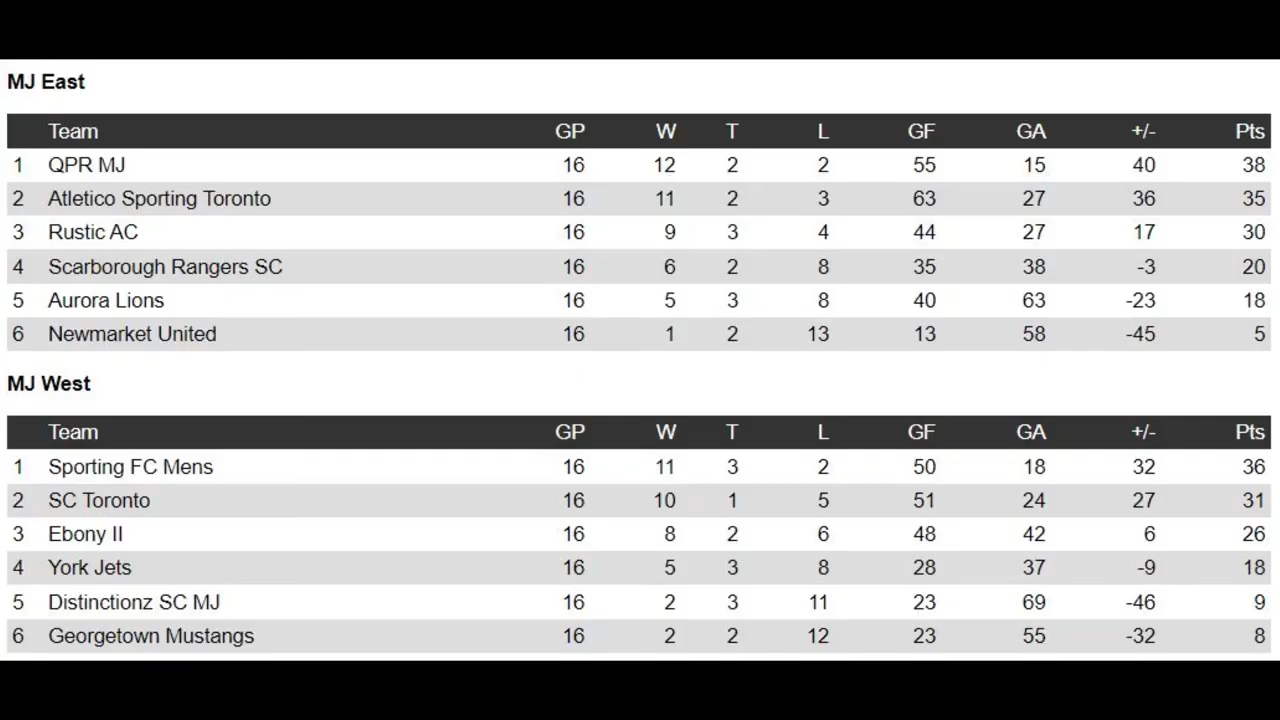 MJ East
Team GP W T L GF GA +/- Pts
1 QPR MJ 16 12 2 2 55 15 40 38
2 Atletico Sporting Toronto 16 11 2 3 63 27 36 35
3 Rustic AC 16 9 3 4 44 27 17 30
4 Scarborough Rangers SC 16 6 2 8 35 38 -3 20
5 Aurora Lions 16 5 3 8 40 63 -23 18
6 Newmarket United 16 1 2 13 13 58 -45 5
MJ West
Team GP W T L GF GA +/- Pts
1 Sporting FC Mens 16 11 3 2 50 18 32 36
2 SC Toronto 16 10 1 5 51 24 27 31
3 Ebony II 16 8 2 6 48 42 6 26
4 York Jets 16 5 3 8 28 37 -9 18
5 Distinctionz SC MJ 16 2 3 11 23 69 -46 9
6 Georgetown Mustangs 16 2 2 12 23 55 -32 8